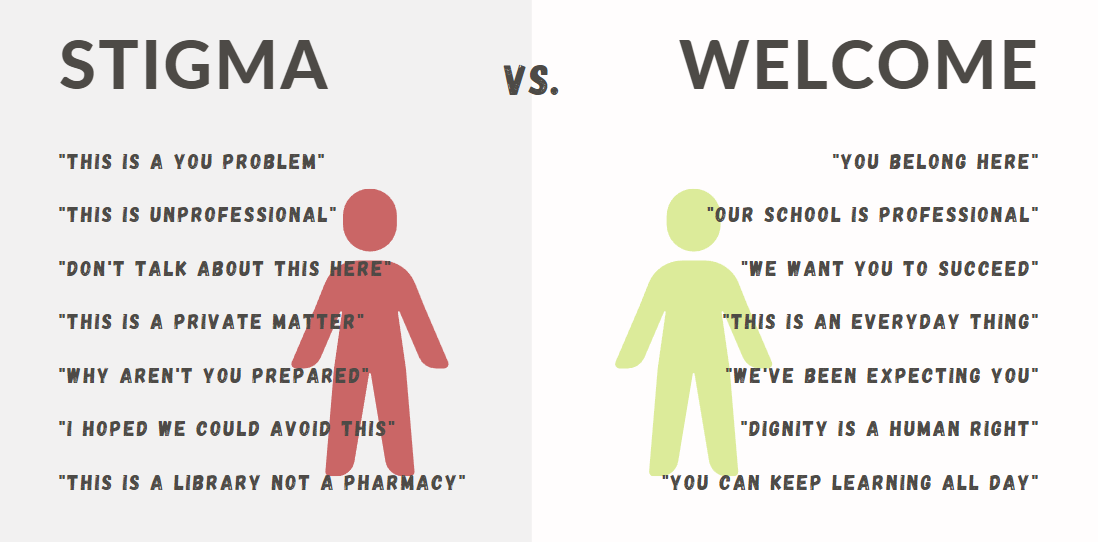 STIGMA
VS.
WELCOME
"THIS IS A YOU PROBLEM"
"THIS IS UNPROFESSIONAL"
"DON'T TALK ABOUT THIS HERE"
"THIS IS A PRIVATE MATTER"
"WHY AREN'T YOU PREPARED"
"I HOPED WE COULD AVOID THIS"
"THIS IS A LIBRARY NOT A PHARMACY"
"YOU BELONG HERE"
"OUR SCHOOL IS PROFESSIONAL"
"WE WANT YOU TO SUCCEED"
"THIS IS AN EVERYDAY THING"
"WE'VE BEEN EXPECTING YOU"
"DIGNITY IS A HUMAN RIGHT"
"YOU CAN KEEP LEARNING ALL DAY"